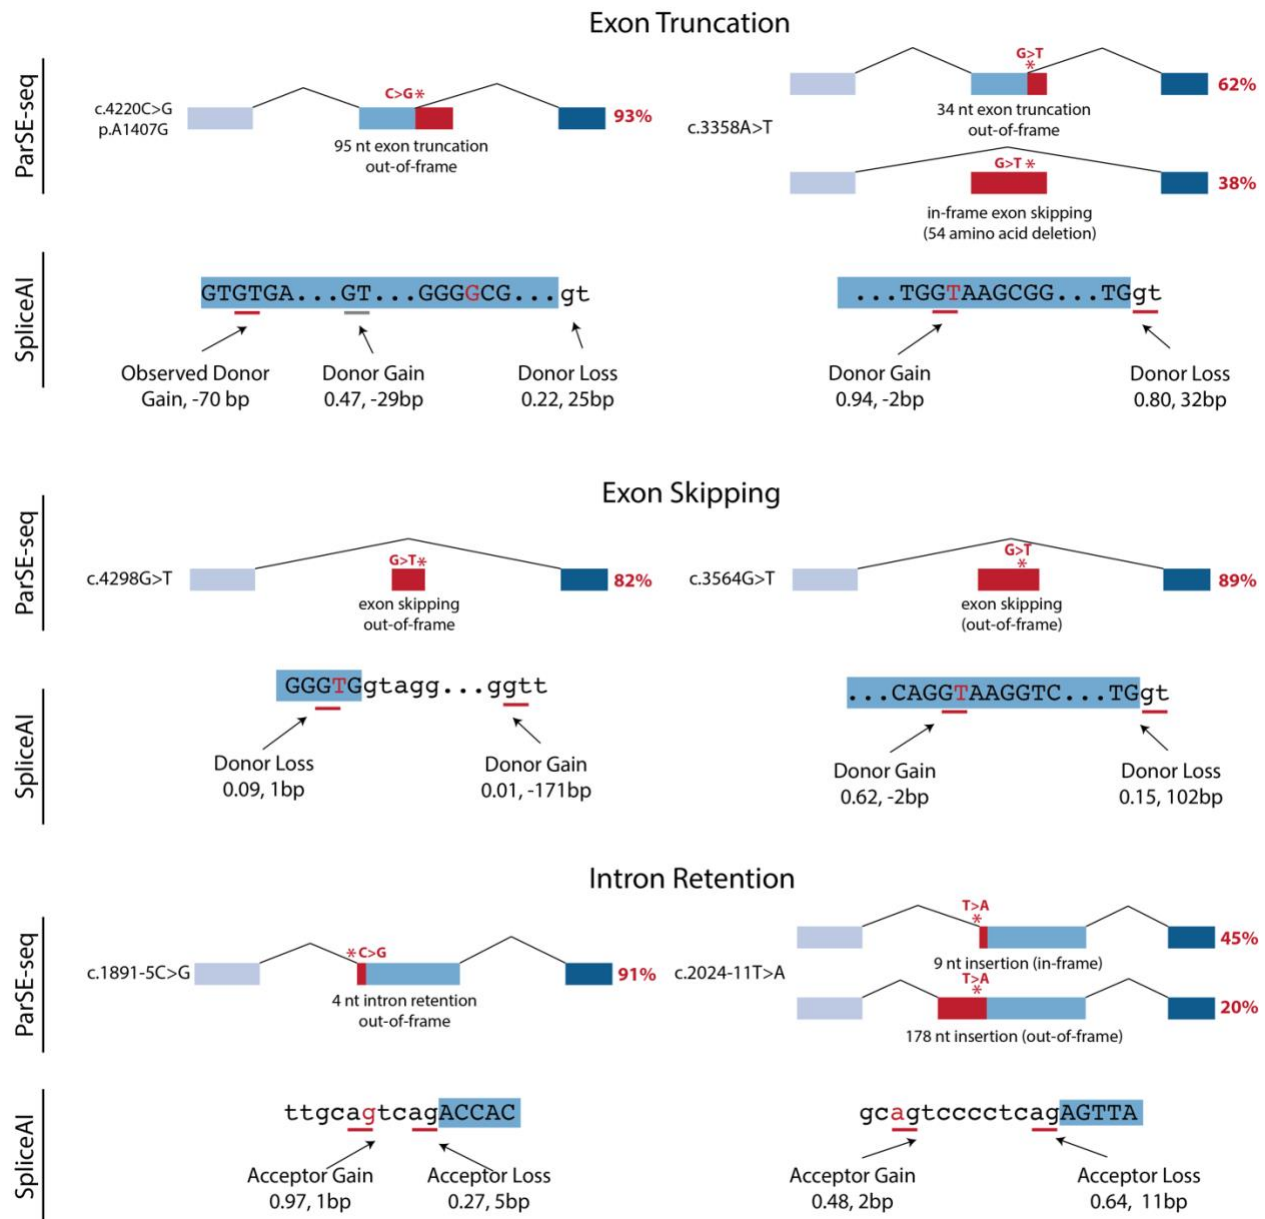 Exon Truncation
ParSE-seq
c.4220C>G
p.A1407G
C>G*
95 nt exon truncation
out-of-frame
93%
c.3358A>T
G>T
*
34 nt exon truncation
out-of-frame
62%
G>T *
in-frame exon skipping
(54 amino acid deletion)
38%
SpliceAI
GTGTGA...GT...GGGGCG...gt
Observed Donor
Gain, -70 bp
Donor Gain
0.47, -29bp
Donor Loss
0.22, 25bp
...TGGTAAGCGG...TGgt
Donor Gain
0.94, -2bp
Donor Loss
0.80, 32bp
Exon Skipping
ParSE-seq
c.4298G>T
G>T*
exon skipping
out-of-frame
82%
c.3564G>T
G>T
*
exon skipping
(out-of-frame)
89%
SpliceAI
GGGTGgtagg...ggtt
Donor Loss
0.09, 1bp
Donor Gain
0.01, -171bp
...CAGGTAAGGTC...TGgt
Donor Gain
0.62, -2bp
Donor Loss
0.15, 102bp
Intron Retention
ParSE-seq
c.1891-5C>G
*C>G
4 nt intron retention
out-of-frame
91%
c.2024-11T>A
T>A
*
9 nt insertion (in-frame)
45%
T>A
*
178 nt insertion (out-of-frame)
20%
SpliceAI
ttgcagtcagACCAC
Acceptor Gain
0.97, 1bp
Acceptor Loss
0.27, 5bp
gcagtcccctcagAGTTA
Acceptor Gain
0.48, 2bp
Acceptor Loss
0.64, 11bp